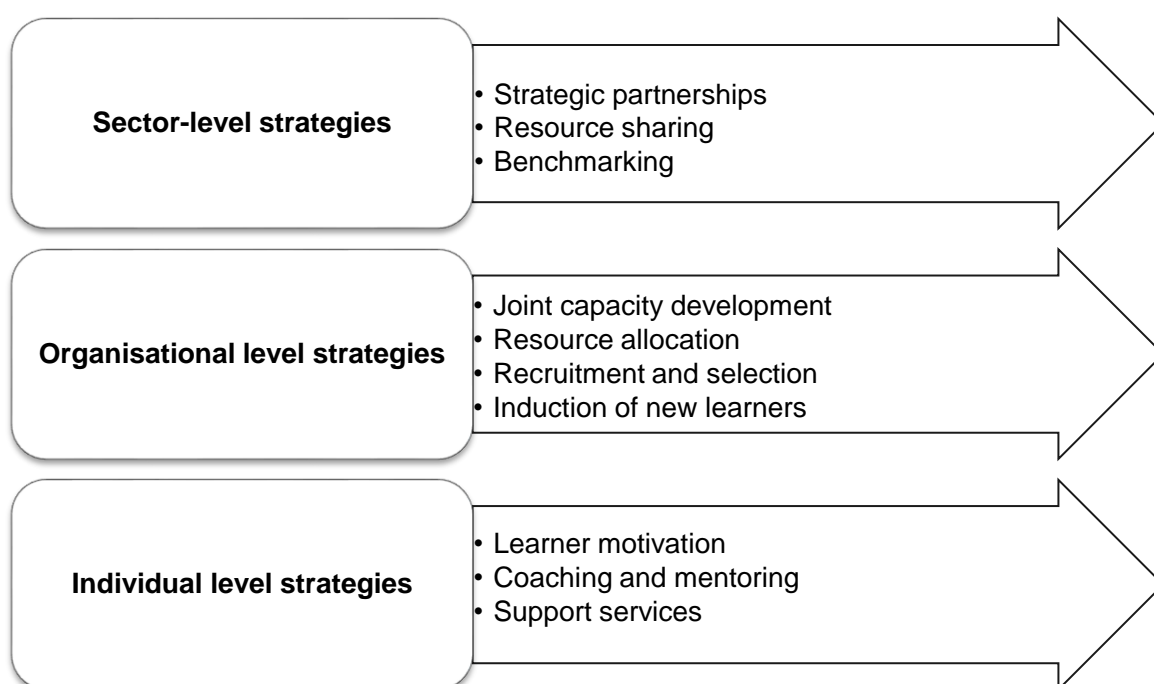 Sector-level strategies
• Strategic partnerships
• Resource sharing
• Benchmarking
Organisational level strategies
• Joint capacity development
• Resource allocation
• Recruitment and selection
• Induction of new learners
Individual level strategies
• Learner motivation
• Coaching and mentoring
• Support services